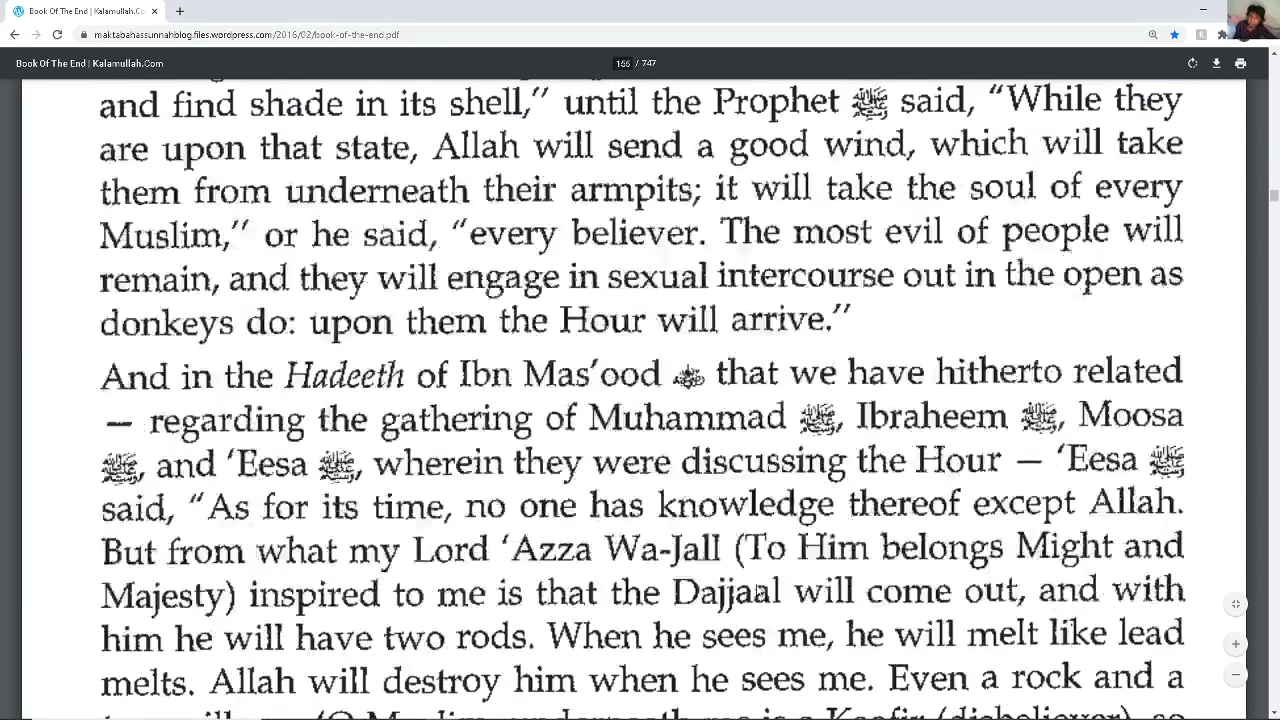 Book Of The End | Kalamullah.Co
maktabahassunnahblog.files.wordpress.com/2016/02/book-of-the-end.pdf
Book Of The End | Kalamullah.Com
166 / 747
and find shade in its shell,” until the Prophet ﷺ said, “While they
are upon that state, Allah will send a good wind, which will take
them from underneath their armpits; it will take the soul of every
Muslim,” or he said, “every believer. The most evil of people will
remain, and they will engage in sexual intercourse out in the open as
donkeys do: upon them the Hour will arrive.”
And in the Hadeeth of Ibn Mas’ood that we have hitherto related
— regarding the gathering of Muhammad ﷺ, Ibraheem ﷺ, Moosa
ﷺ, and ‘Eesa ﷺ, wherein they were discussing the Hour — ‘Eesa ﷺ
said, “As for its time, no one has knowledge thereof except Allah.
But from what my Lord ‘Azza Wa-Jall (To Him belongs Might and
Majesty) inspired to me is that the Dajjaal will come out, and with
him he will have two rods. When he sees me, he will melt like lead
melts. Allah will destroy him when he sees me. Even a rock and a